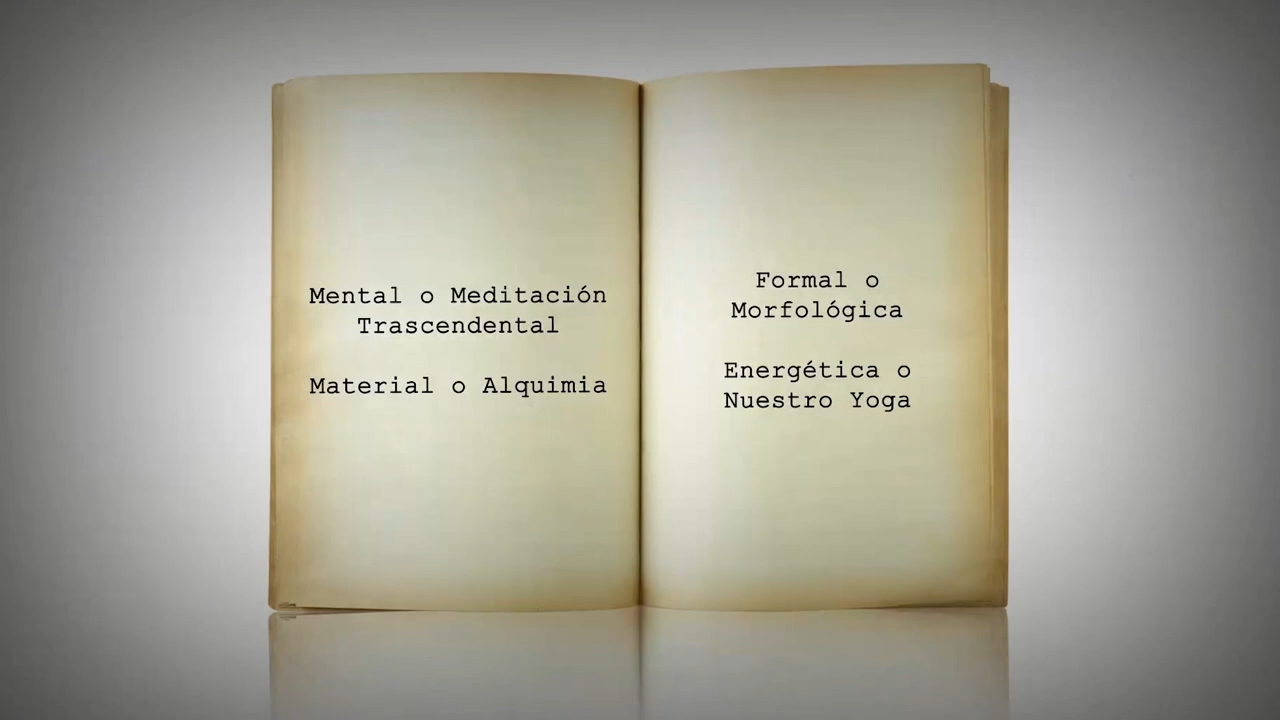 Mental o Meditación
Trascendental
Material o Alquimia
Formal o
Morfológica
Energética o
Nuestro Yoga